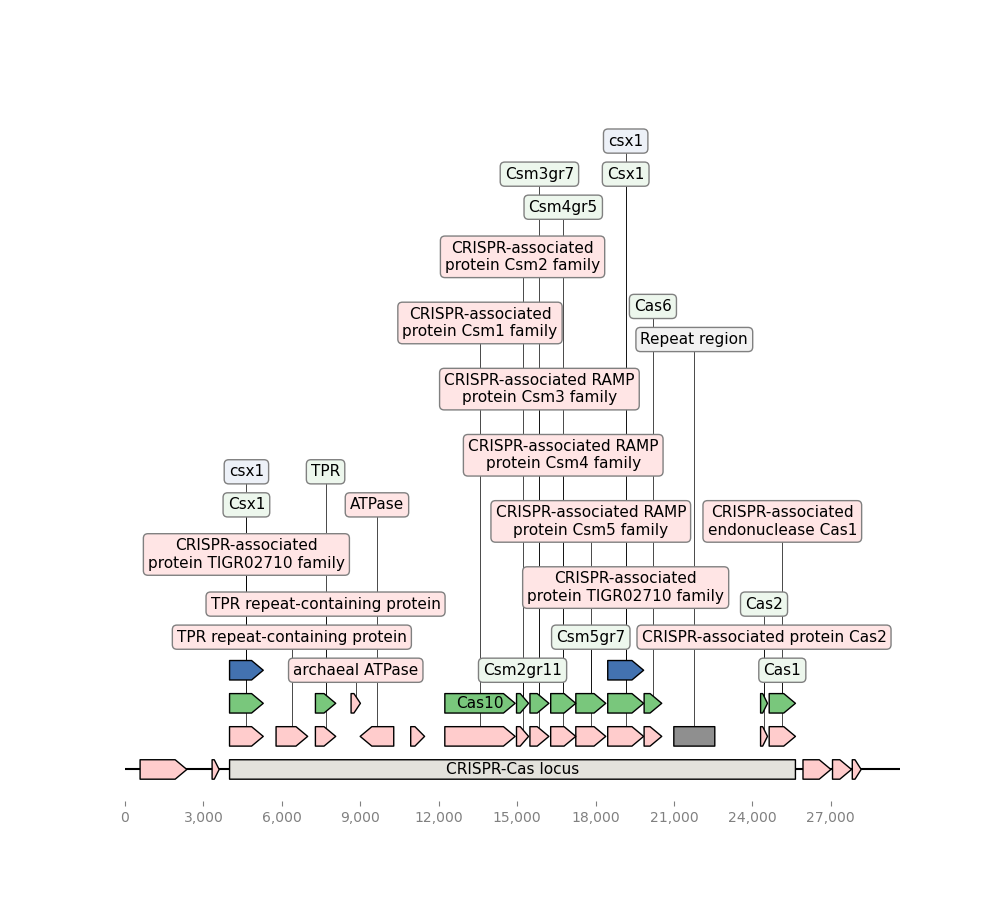 csx1
Csm3gr7
Csx1
Csm4gr5
CRISPR-associated
protein Csm2 family
Cas6
CRISPR-associated
protein Csm1 family
Repeat region
CRISPR-associated RAMP
protein Csm3 family
CRISPR-associated RAMP
protein Csm4 family
csx1
TPR
Csx1
ATPase
CRISPR-associated RAMP
protein Csm5 family
CRISPR-associated
endonuclease Cas1
CRISPR-associated
protein TIGR02710 family
CRISPR-associated
protein TIGR02710 family
TPR repeat-containing protein
Cas2
TPR repeat-containing protein
Csm5gr7
CRISPR-associated protein Cas2
archaeal ATPase
Csm2gr11
Cas1
Cas10
CRISPR-Cas locus
0 3,000 6,000 9,000 12,000 15,000 18,000 21,000 24,000 27,000